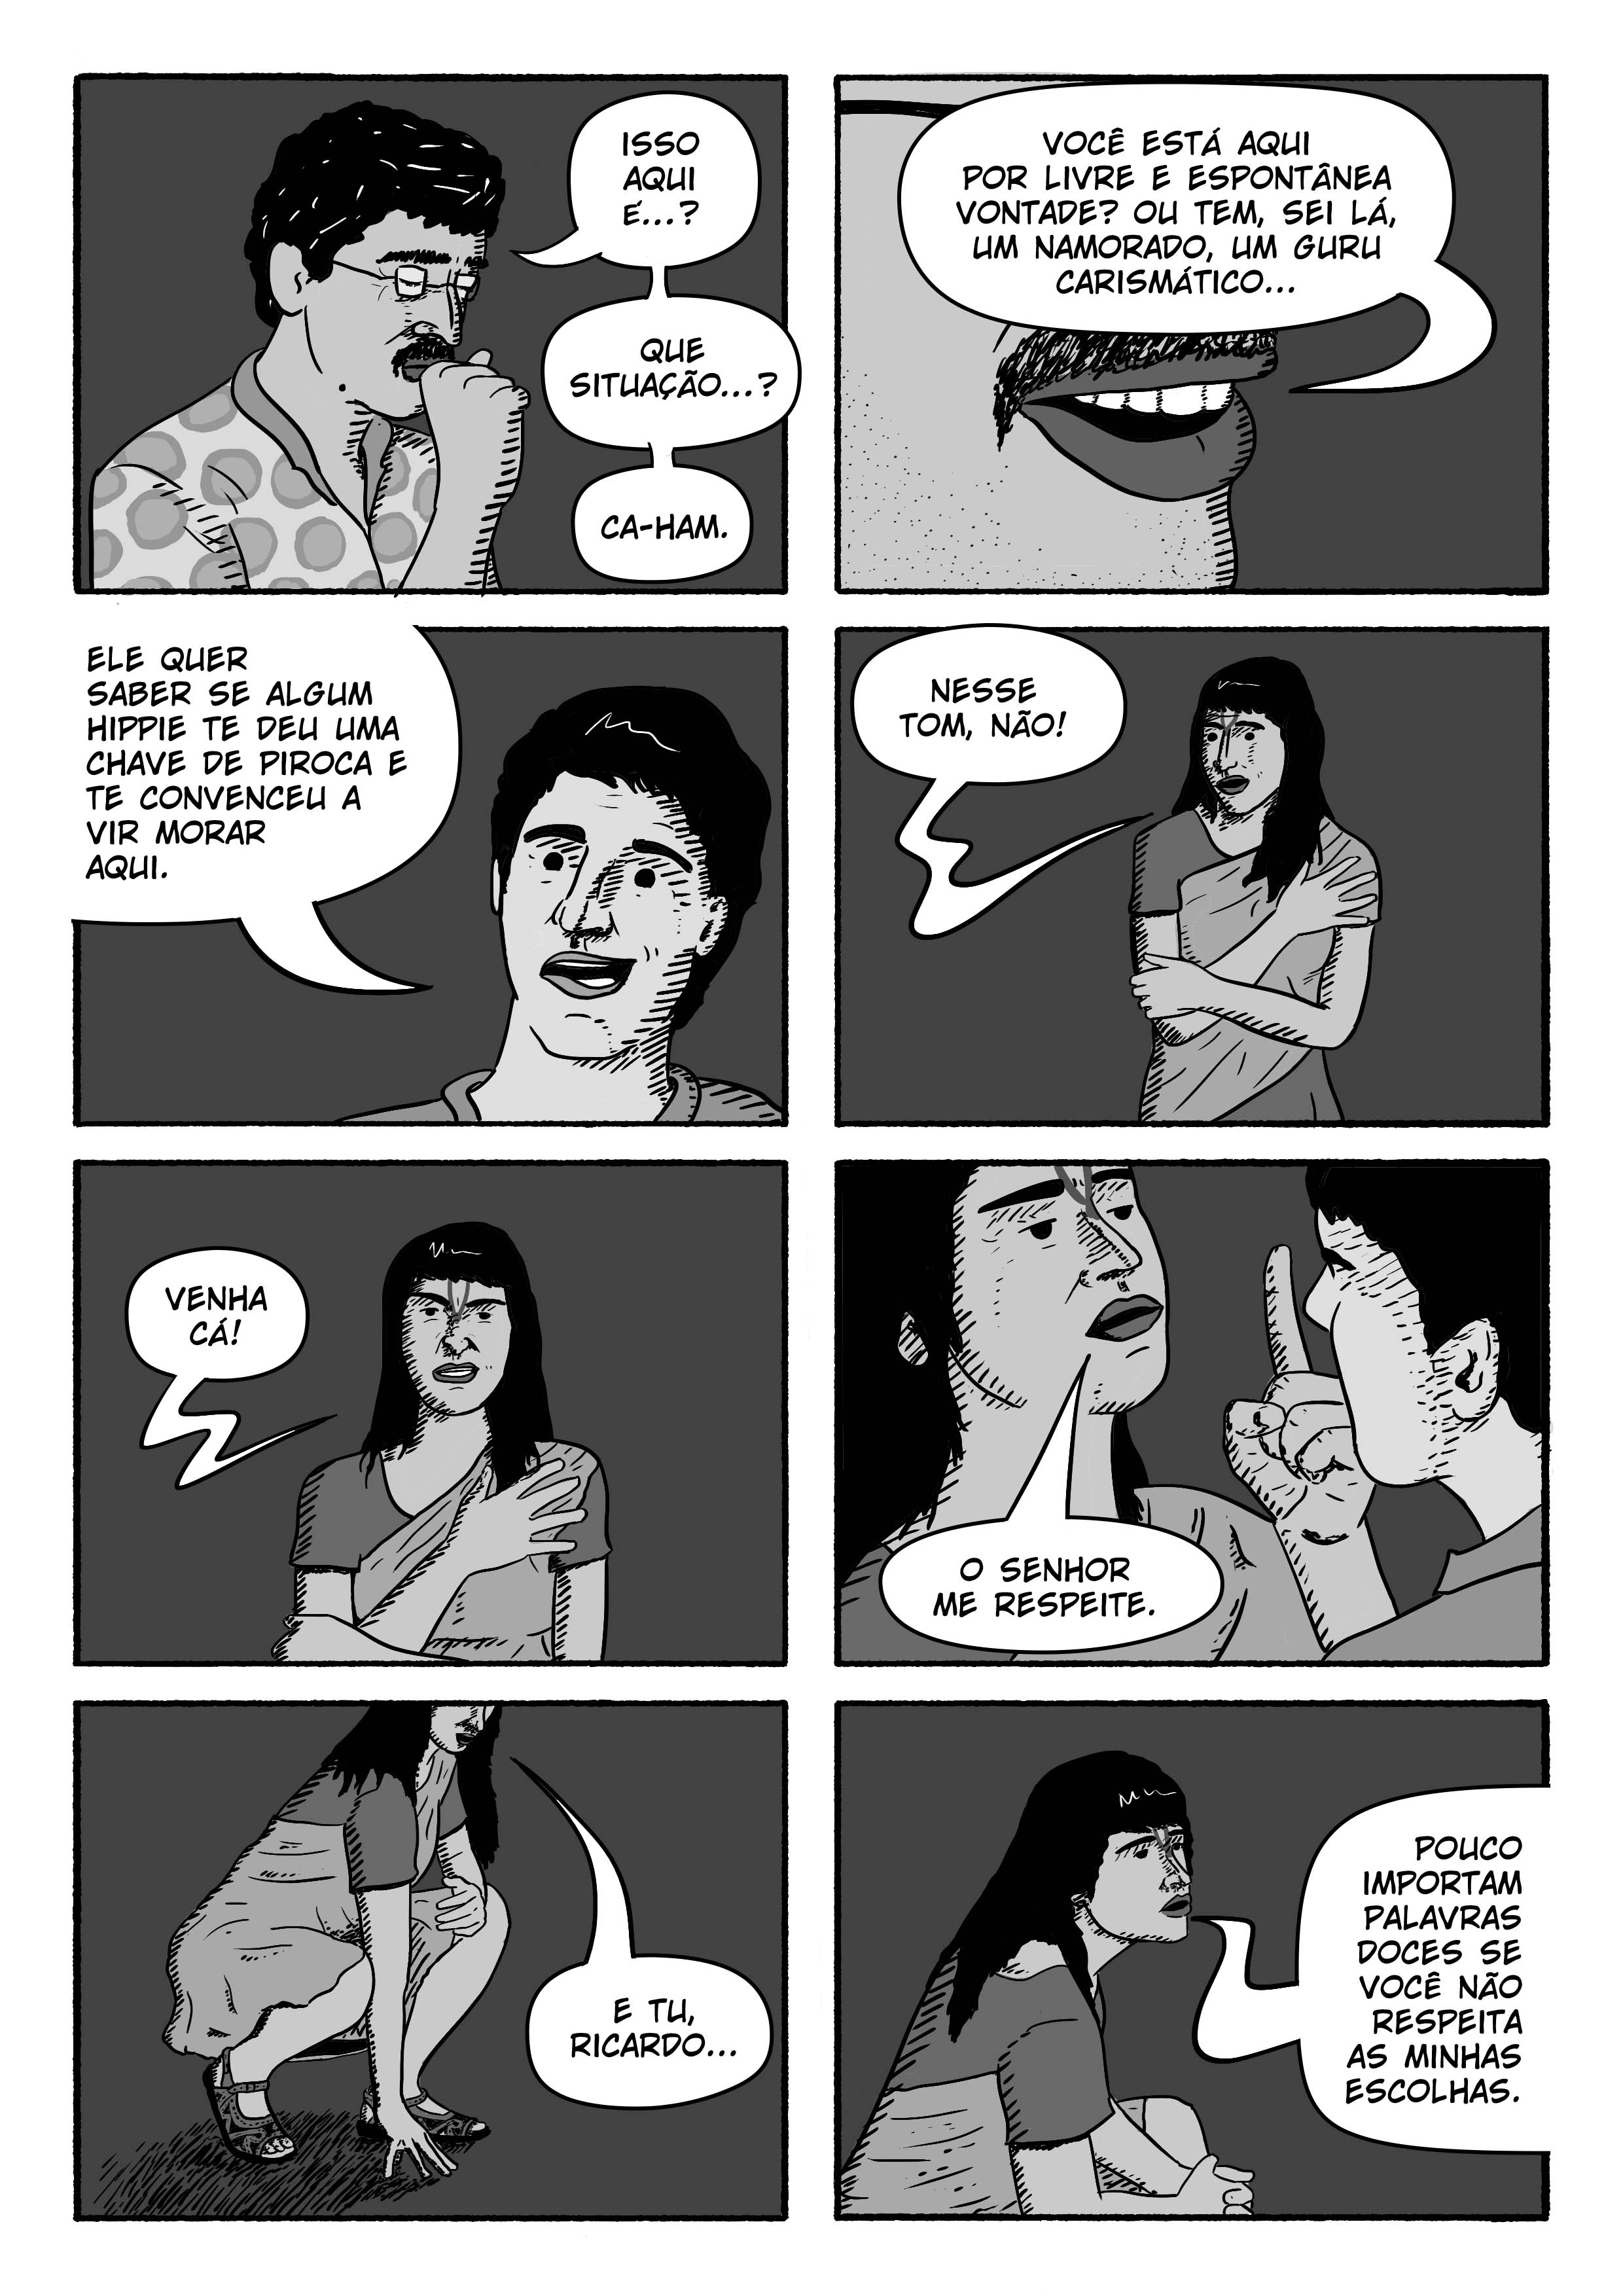 ISSO
AQUI
É...?
QUE
SITUAÇÃO...?
CA-HAM.
VOCÊ ESTÁ AQUI
POR LIVRE E ESPONTÂNEA
VONTADE? OU TEM, SEI LÁ,
UM NAMORADO, UM GURU
CARISMÁTICO...
ELE QUER
SABER SE ALGUM
HIPPIE TE DEU UMA
CHAVE DE PIROCA E
TE CONVENCEU A
VIR MORAR
AQUI.
NESSE
TOM, NÃO!
VENHA
CÁ!
O SENHOR
ME RESPEITE.
E TU,
RICARDO...
POUCO
IMPORTAM
PALAVRAS
DOCES SE
VOCÊ NÃO
RESPEITA
AS MINHAS
ESCOLHAS.